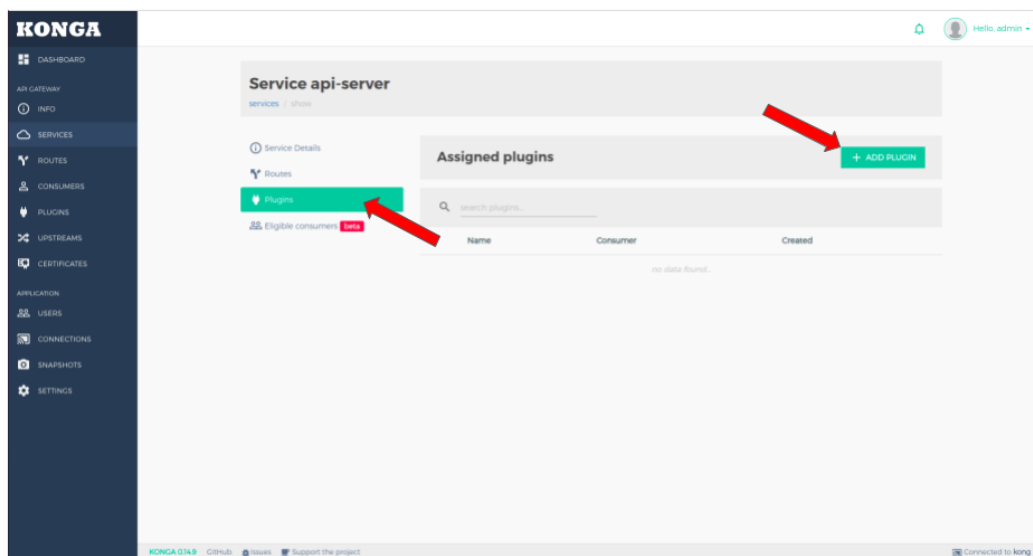 KONGA
Hello, admin
DASHBOARD
API GATEWAY
INFO
SERVICES
ROUTES
CONSUMERS
PLUGINS
UPSTREAMS
CERTIFICATES
APPLICATION
USERS
CONNECTIONS
SNAPSHOTS
SETTINGS
Service api-server
services / show
Service Details
Routes
Plugins
Eligible consumers beta
Assigned plugins
+ ADD PLUGIN
search plugins...
Name Consumer Created
no data found...
KONGA 0.14.9 GitHub Issues Support the project
Connected to kong